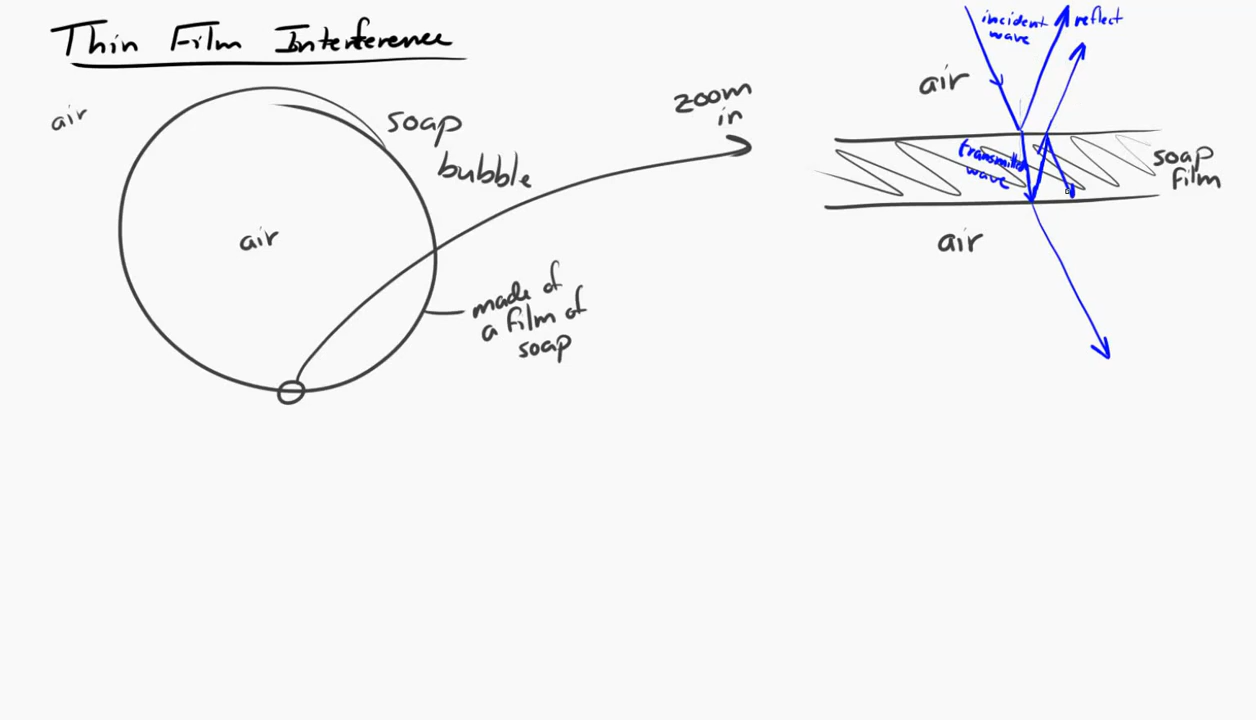 Thin Film Interference
air
soap
bubble
air
made of
a film of
soap
zoom
in
incident
wave
reflect
air
transmitted
wave
soap
film
air